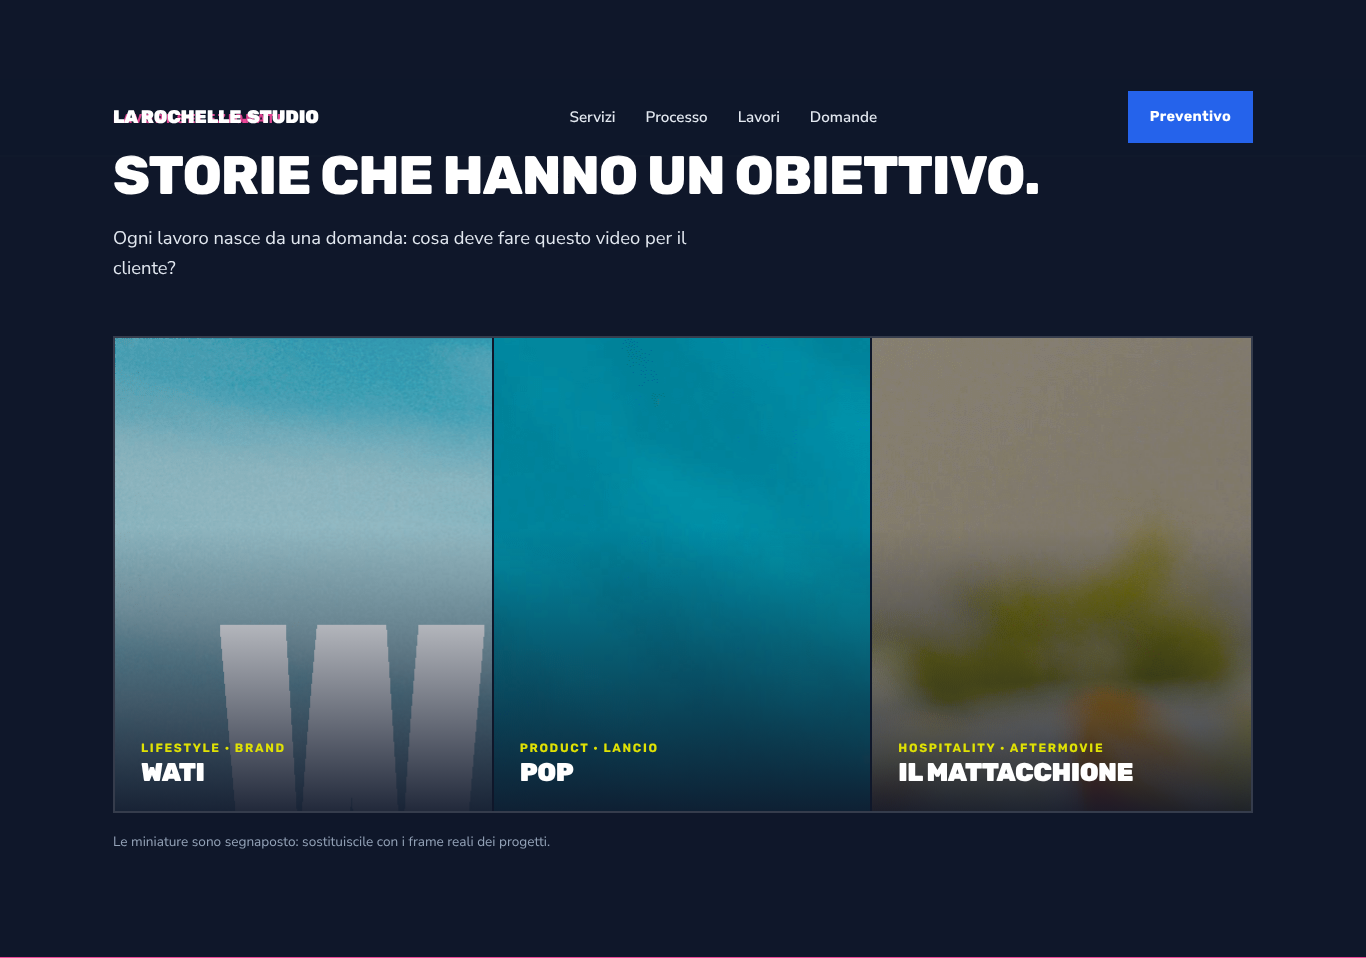 LA ROCHELLE STUDIO
Servizi
Processo
Lavori
Domande
Preventivo
STORIE CHE HANNO UN OBIETTIVO.
Ogni lavoro nasce da una domanda: cosa deve fare questo video per il
cliente?
W
LIFESTYLE • BRAND
WATI
PRODUCT • LANCIO
POP
HOSPITALITY • AFTERMOVIE
IL MATTACCHIONE
Le miniature sono segnaposto: sostituiscile con i frame reali dei progetti.